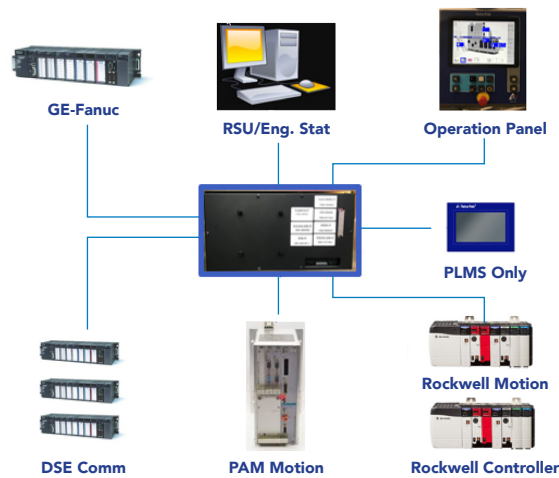 GE-Fanuc
RSU/Eng. Stat
Operation Panel
PLMS Only
DSE Comm
PAM Motion
Rockwell Motion
Rockwell Controller